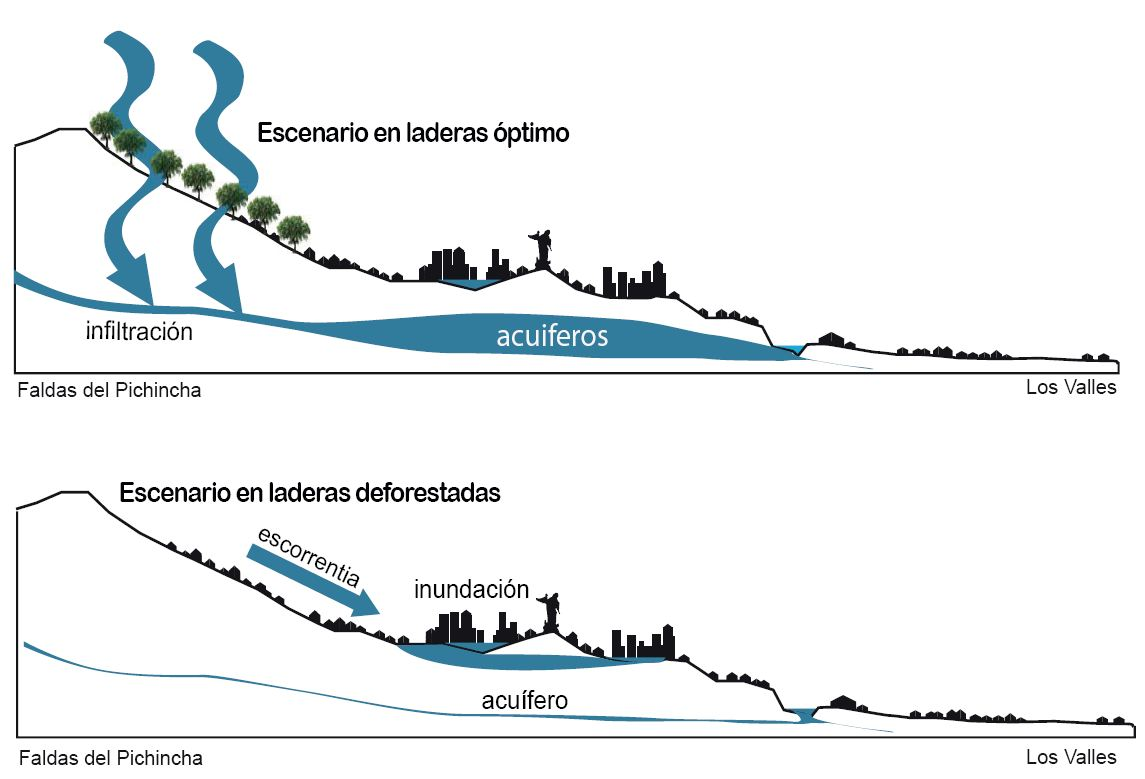 Escenario en laderas óptimo
infiltración
acuiferos
Faldas del Pichincha
Los Valles
Escenario en laderas deforestadas
escorrentia
inundación
acuífero
Faldas del Pichincha
Los Valles